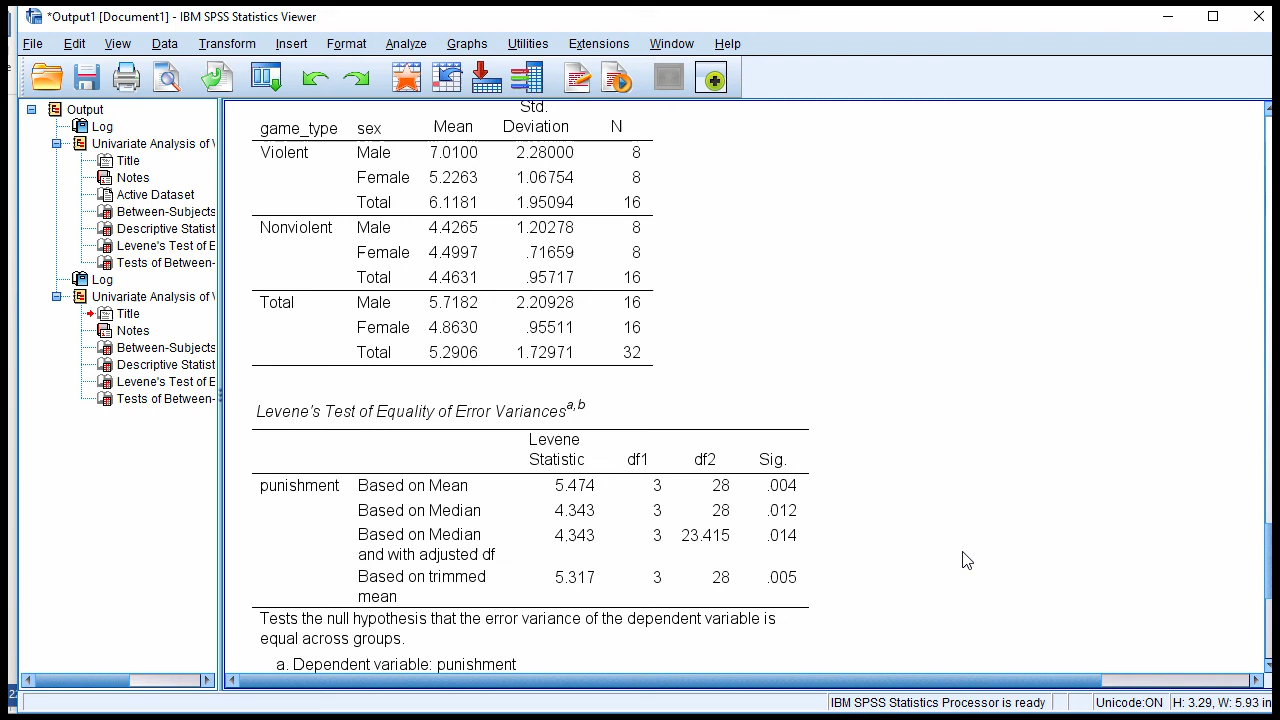 *Output1 [Document1] - IBM SPSS Statistics Viewer
File Edit View Data Transform Insert Format Analyze Graphs Utilities Extensions Window Help
Output
Log
Univariate Analysis of V
Title
Notes
Active Dataset
Between-Subjects
Descriptive Statist
Levene's Test of E
Tests of Between-
Log
Univariate Analysis of V
Title
Notes
Between-Subjects
Descriptive Statist
Levene's Test of E
Tests of Between-
Std.
game_type sex Mean Deviation N
Violent Male 7.0100 2.28000 8
Female 5.2263 1.06754 8
Total 6.1181 1.95094 16
Nonviolent Male 4.4265 1.20278 8
Female 4.4997 .71659 8
Total 4.4631 .95717 16
Total Male 5.7182 2.20928 16
Female 4.8630 .95511 16
Total 5.2906 1.72971 32
Levene's Test of Equality of Error Variances a,b
Levene
Statistic df1 df2 Sig.
punishment Based on Mean 5.474 3 28 .004
Based on Median 4.343 3 28 .012
Based on Median 4.343 3 23.415 .014
and with adjusted df
Based on trimmed 5.317 3 28 .005
mean
Tests the null hypothesis that the error variance of the dependent variable is
equal across groups.
a. Dependent variable: punishment
IBM SPSS Statistics Processor is ready Unicode:ON H: 3.29, W: 5.93 in